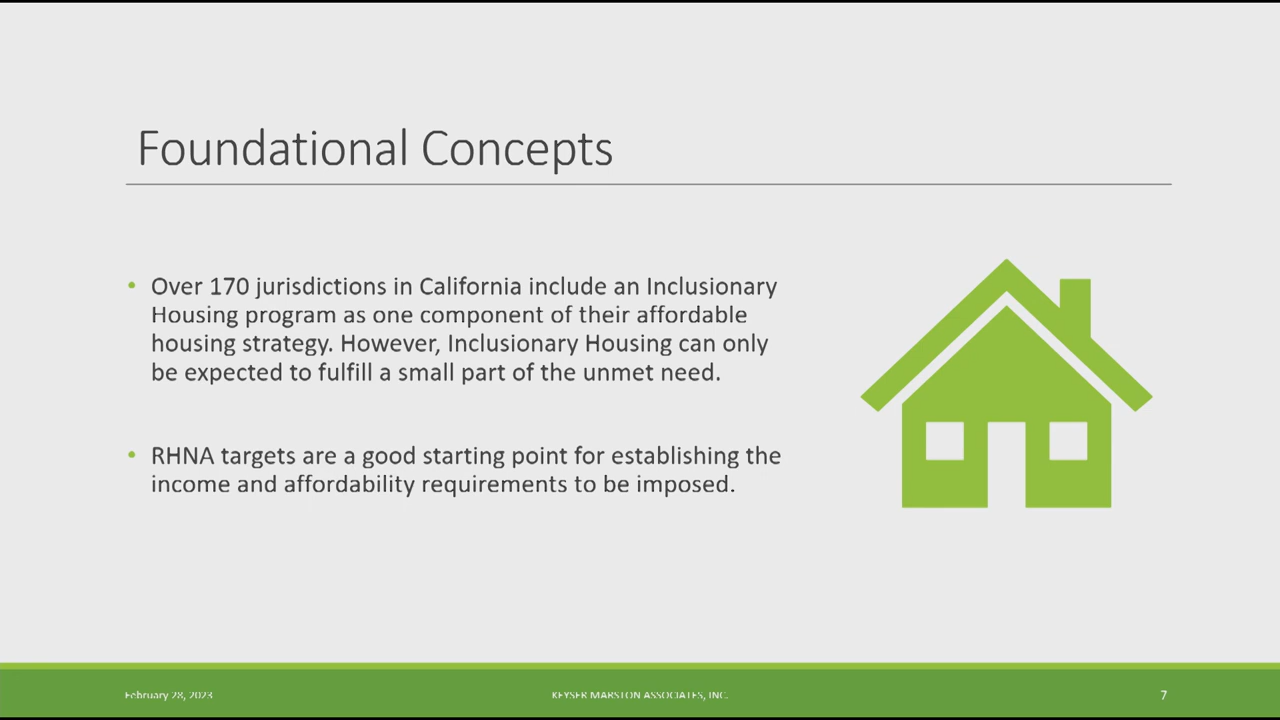 Foundational Concepts
• Over 170 jurisdictions in California include an Inclusionary
Housing program as one component of their affordable
housing strategy. However, Inclusionary Housing can only
be expected to fulfill a small part of the unmet need.
• RHNA targets are a good starting point for establishing the
income and affordability requirements to be imposed.
February 28, 2023
KEYSER MARSTON ASSOCIATES, INC.
7